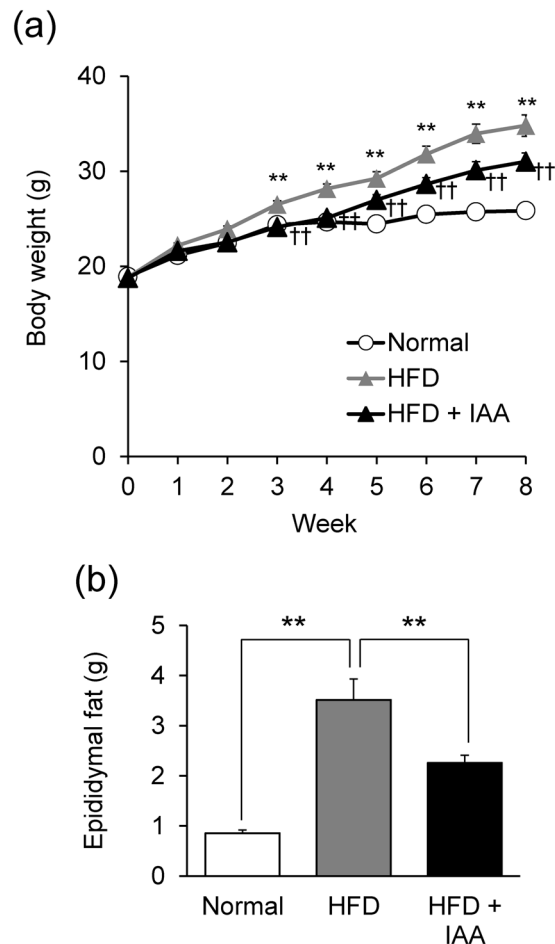 (a)
40
30
20
10
0
Body weight (g)
** ** ** ** ** **
†† †† †† †† †† ††
Normal
HFD
HFD + IAA
0 1 2 3 4 5 6 7 8
Week
(b)
5
4
3
2
1
0
Epididymal fat (g)
** **
Normal HFD HFD +
IAA